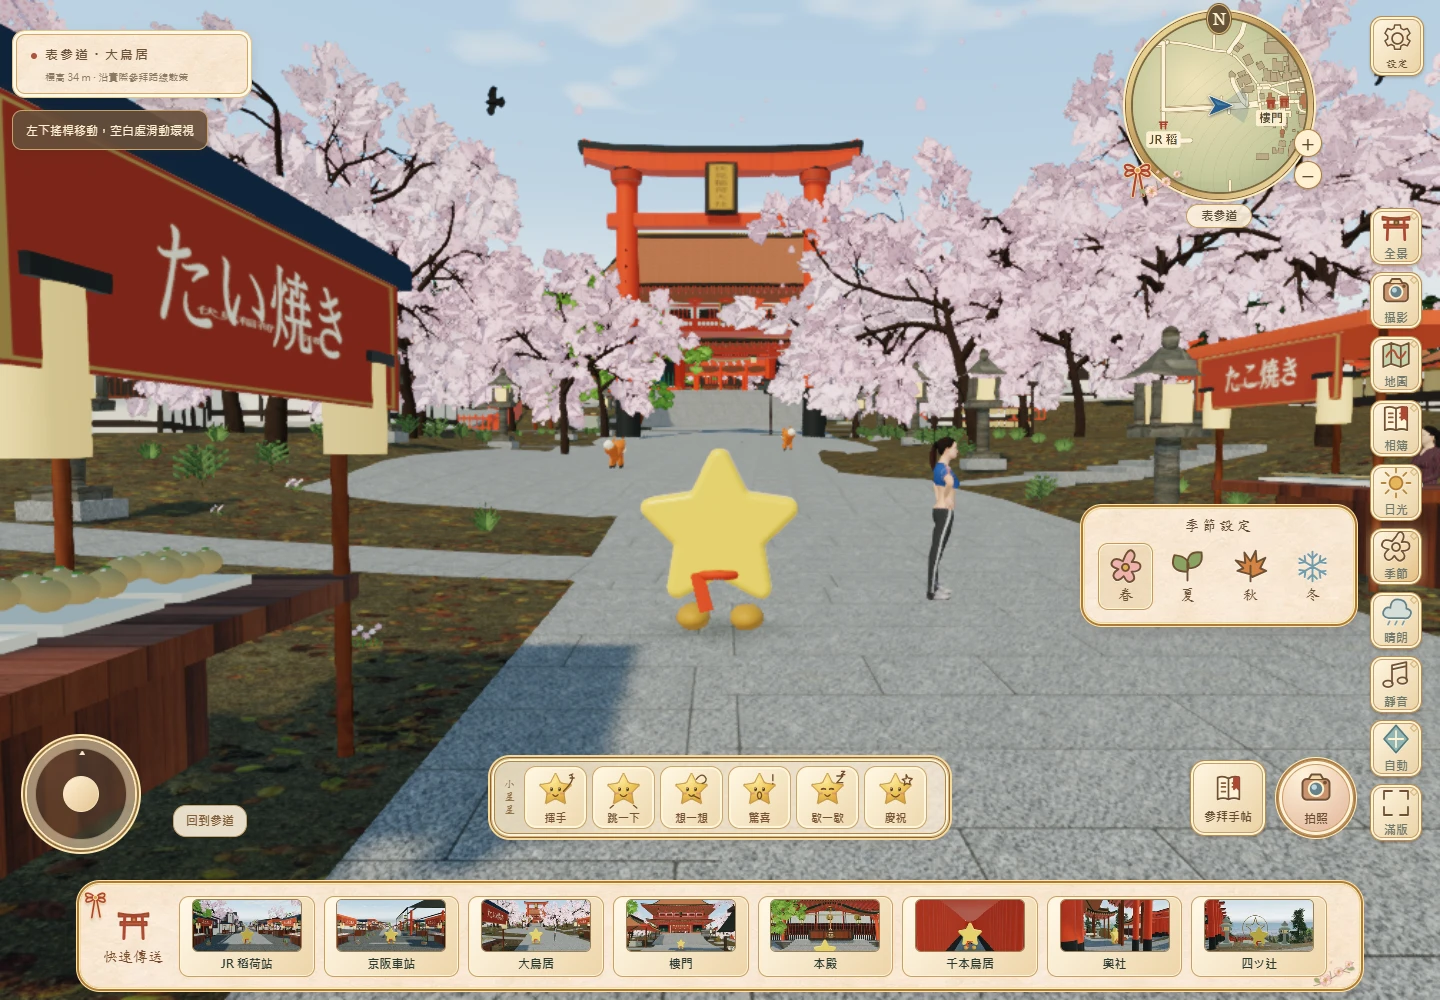 表參道・大鳥居
標高 34 m · 沿實際參拜路線散策
左下搖桿移動，空白處滑動環視
N
樓門
JR 稻
+
−
表參道
設定
全景
攝影
地圖
相簿
日光
季節
晴朗
靜音
自動
滿版
たい焼き
たこ焼き
季節設定
春
夏
秋
冬
回到參道
小星星
揮手
跳一下
想一想
驚喜
歇一歇
慶祝
參拜手帖
拍照
快速傳送
JR 稻荷站
京阪車站
大鳥居
樓門
本殿
千本鳥居
奧社
四ツ辻